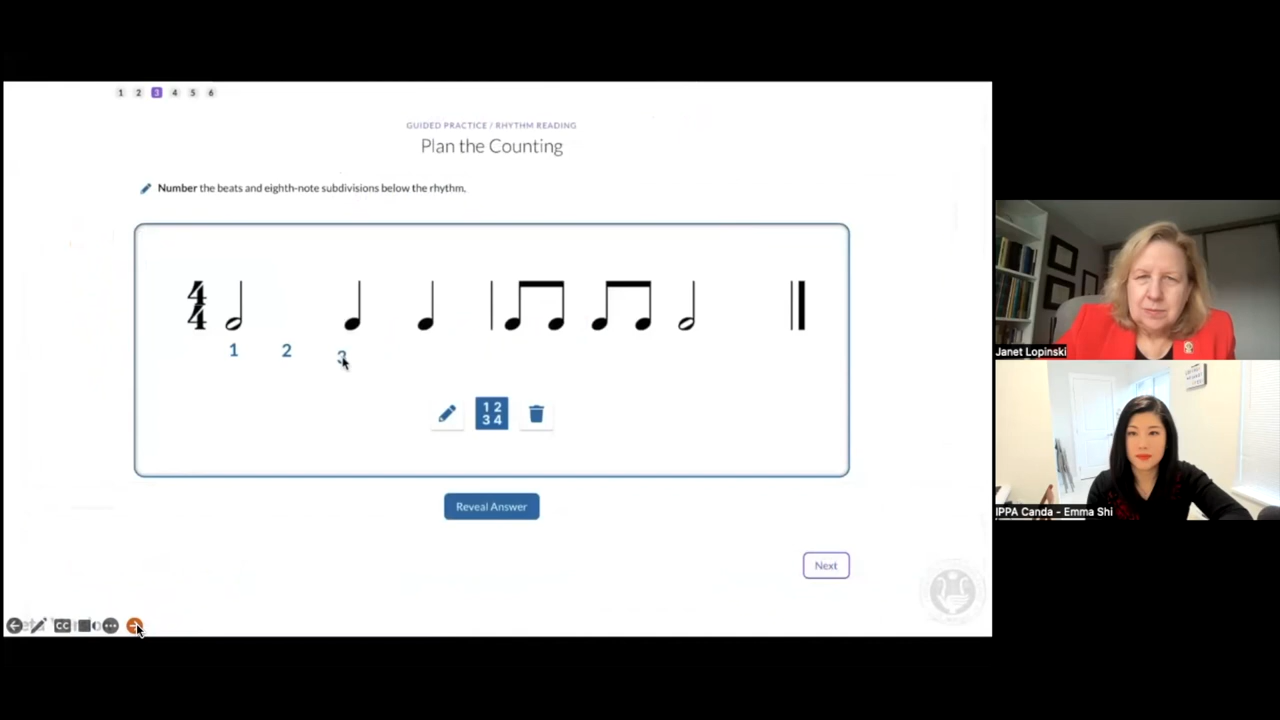 1 2 3 4 5 6
GUIDED PRACTICE / RHYTHM READING
Plan the Counting
Number the beats and eighth-note subdivisions below the rhythm.
4
4
1 2 3
1 2
3 4
Reveal Answer
Next
CC
Janet Lopinski
IPPA Canda - Emma Shi